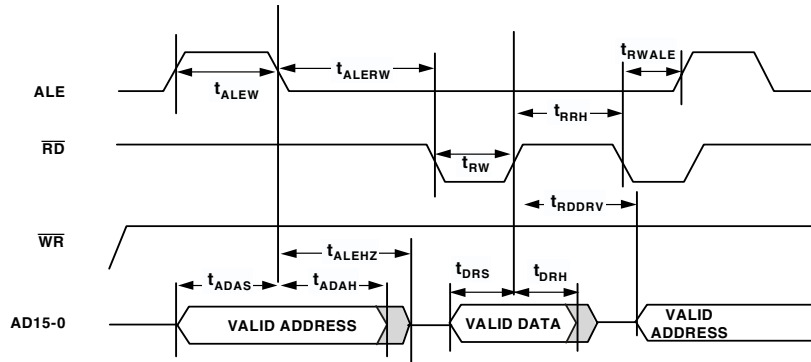 tRWALE
tALERW
ALE
tALEW
tRRH
RD
tRW
tRDDRV
WR
tALEHZ
tADAS
tADAH
tDRS
tDRH
AD15-0
VALID ADDRESS
VALID DATA
VALID
ADDRESS